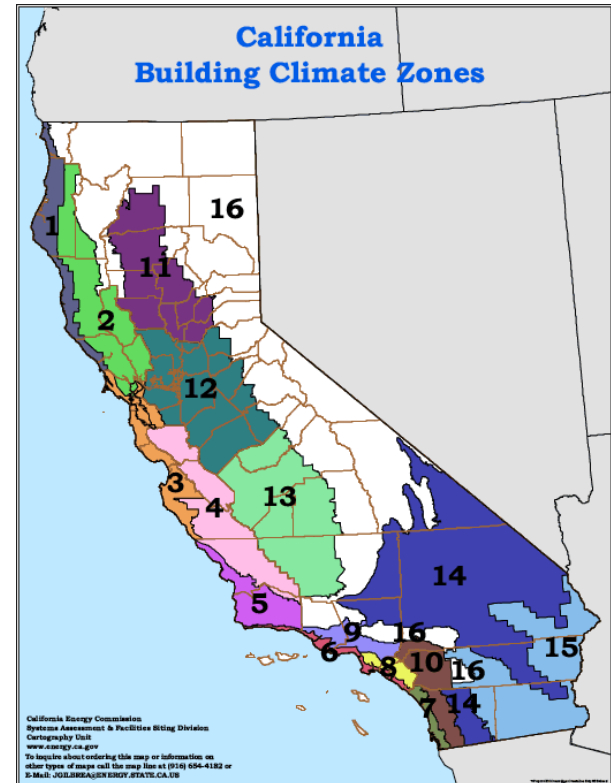 California
Building Climate Zones
16
1
11
2
12
3
4
13
14
5
9
16
6
15
8
10
16
7
14
California Energy Commission
Systems Assessment & Facilities Siting Division
Cartography Unit
www.energy.ca.gov
To inquire about ordering this map or information on
other types of maps call the map line at (916) 654-4182 or
E-Mail: JGILBREA@ENERGY.STATE.CA.US